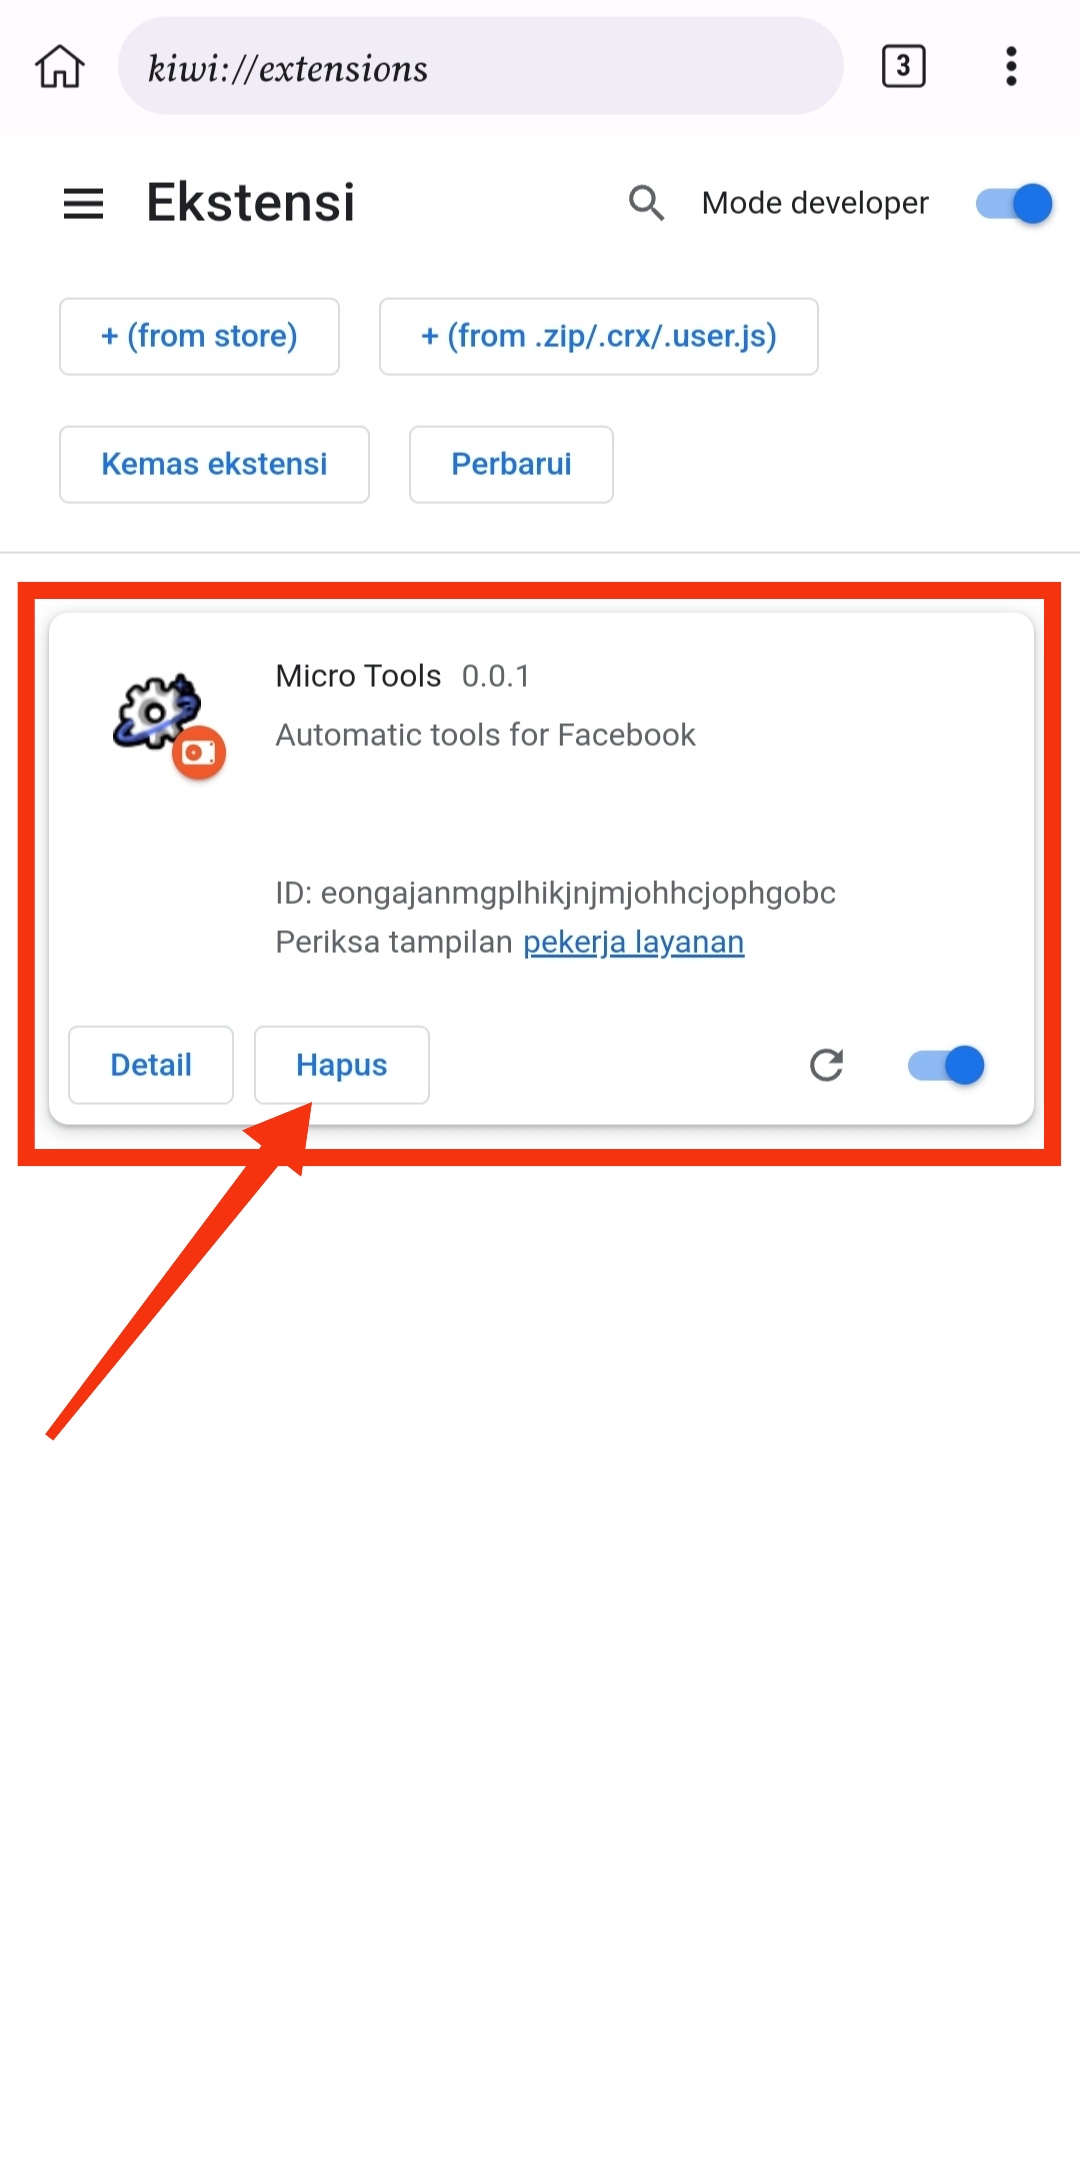 kiwi://extensions
3
Ekstensi
Mode developer
+ (from store)
+ (from .zip/.crx/.user.js)
Kemas ekstensi
Perbarui
Micro Tools 0.0.1
Automatic tools for Facebook
ID: eongajanmgplhikjnjmjohhcjophgobc
Periksa tampilan pekerja layanan
Detail
Hapus